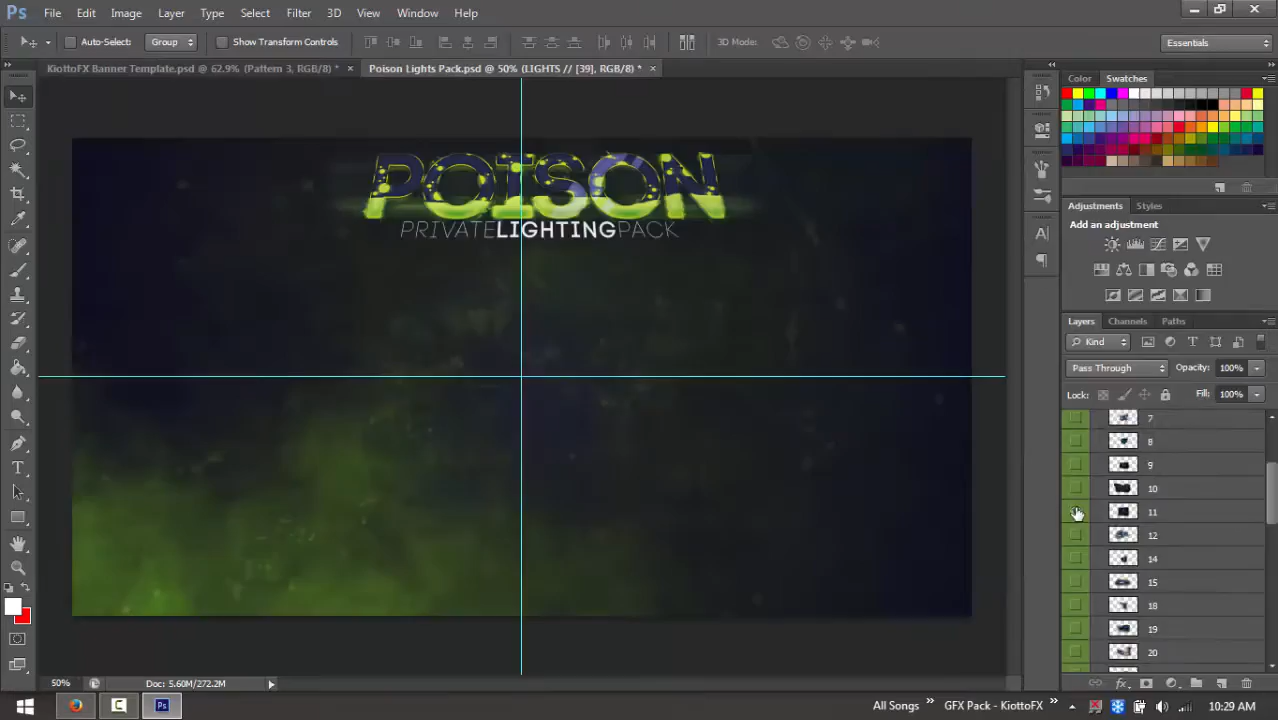 Ps File Edit Image Layer Type Select Filter 3D View Window Help
Auto-Select: Group Show Transform Controls 3D Mode: Essentials
KiottoFX Banner Template.psd @ 62.9% (Pattern 3, RGB/8) * × Poison Lights Pack.psd @ 50% (LIGHTS // [39], RGB/8) * ×
Color Swatches
POISON
PRIVATELIGHTINGPACK
Adjustments Styles
Add an adjustment
Layers Channels Paths
Kind
Pass Through Opacity: 100%
Lock: Fill: 100%
7
8
9
10
11
12
14
15
18
19
20
50% Doc: 5.60M/272.2M
All Songs » GFX Pack - KiottoFX » 10:29 AM